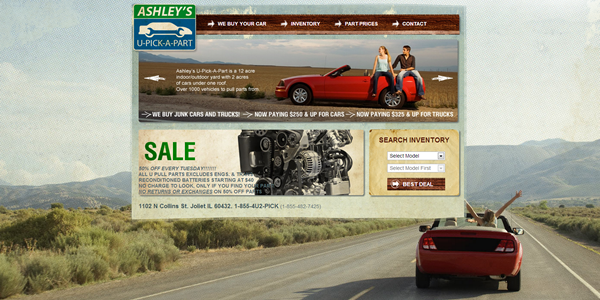 ASHLEY'S
U-PICK-A-PART
WE BUY YOUR CAR
INVENTORY
PART PRICES
CONTACT
Ashley's U-Pick-A-Part is a 12 acre
indoor/outdoor yard with 2 acres
of cars under one roof
Over 1000 vehicles to pull parts from
WE BUY JUNK CARS AND TRUCKS! NOW PAYING $250 & UP FOR CARS NOW PAYING $325 & UP FOR TRUCKS
SALE
50% OFF EVERY TUESDAY!!!!!!!
ALL U PULL PARTS EXCLUDES ENGS. &
RECONDITIONED BATTERIES STARTING AT $40
NO CHARGE TO LOOK, ONLY IF YOU FIND YOUR
NO RETURNS OR EXCHANGES ON 50% OFF
SEARCH INVENTORY
Select Model
Select Model First
BEST DEAL
1102 N Collins St. Joliet IL 60432. 1-855-4U2-PICK (1-855-482-7425)